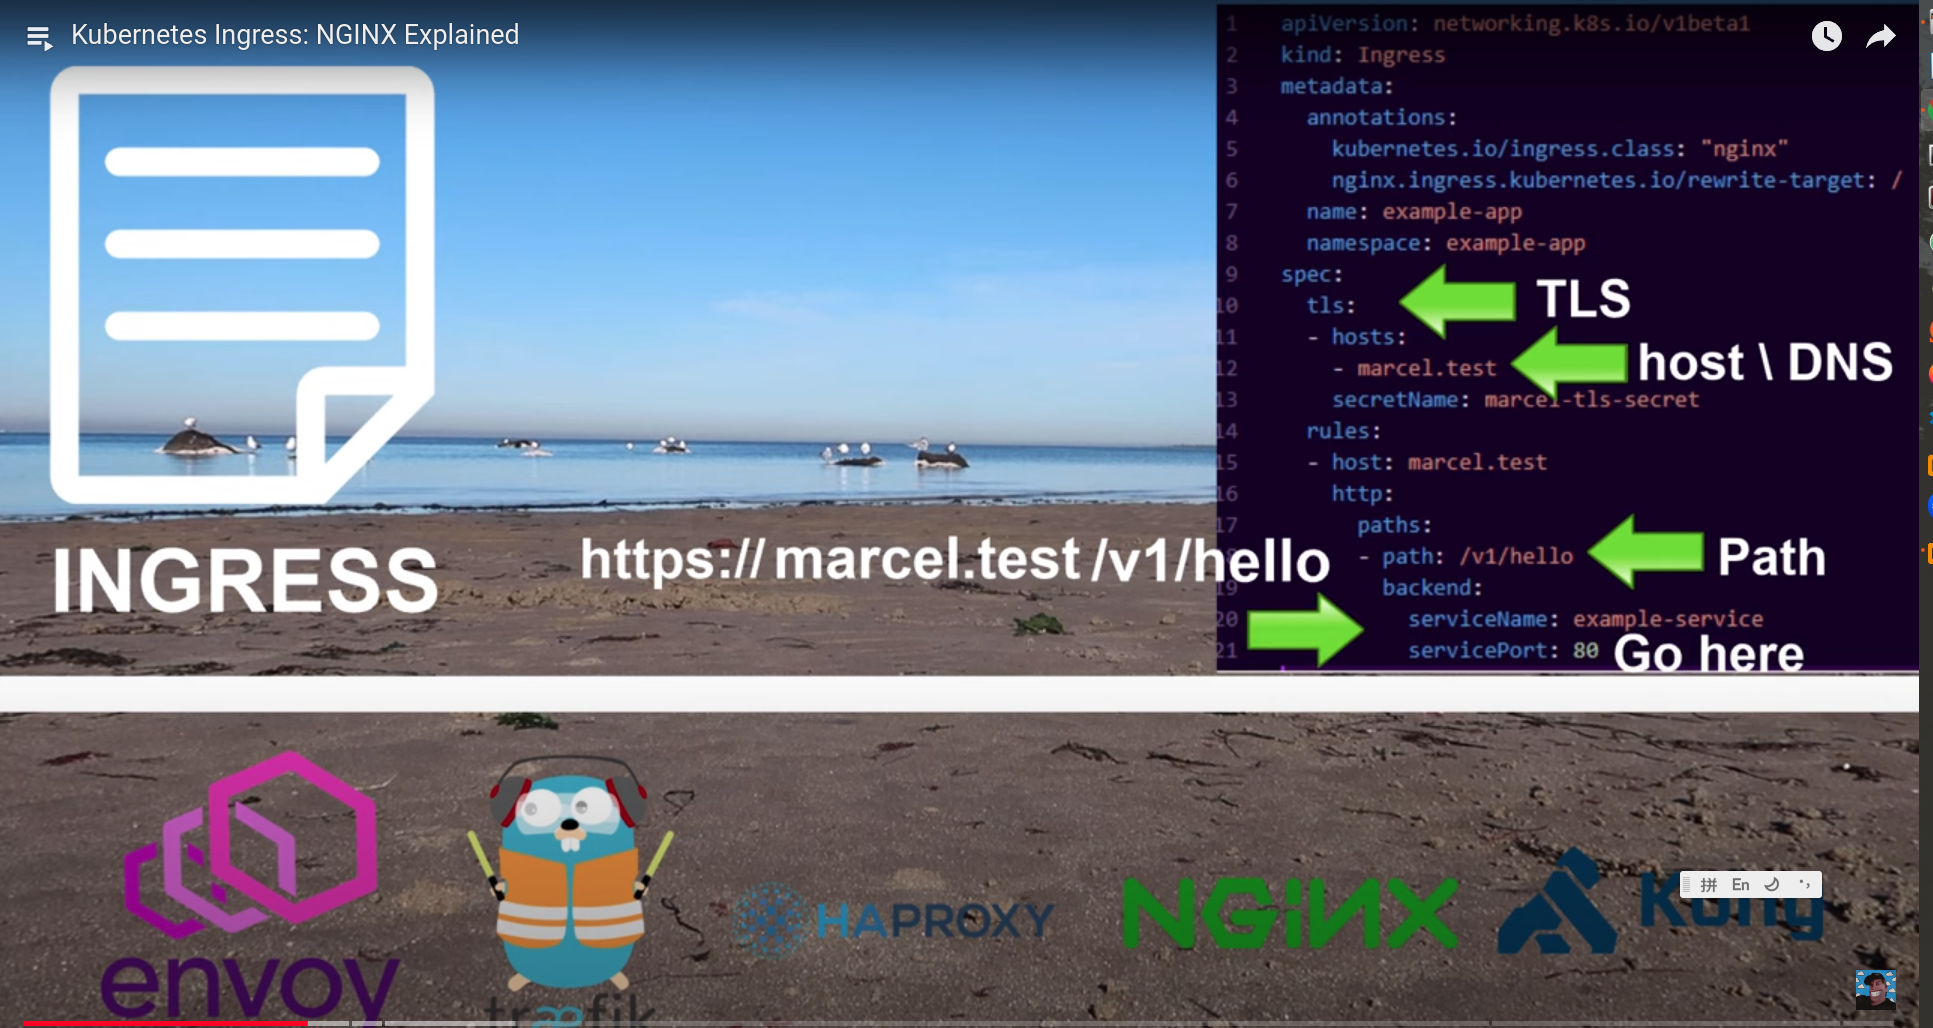 Kubernetes Ingress: NGINX Explained
INGRESS
https:// marcel.test /v1/hello
1 apiVersion: networking.k8s.io/v1beta1
2 kind: Ingress
3 metadata:
4 annotations:
5 kubernetes.io/ingress.class: "nginx"
6 nginx.ingress.kubernetes.io/rewrite-target: /
7 name: example-app
8 namespace: example-app
9 spec:
10 tls:
TLS
11 - hosts:
12 - marcel.test
host \ DNS
13 secretName: marcel-tls-secret
14 rules:
15 - host: marcel.test
16 http:
17 paths:
- path: /v1/hello
Path
19 backend:
20 serviceName: example-service
21 servicePort: 80
Go here
envoy
træfik
HAPROXY
NGiNX
Kong
拼 En